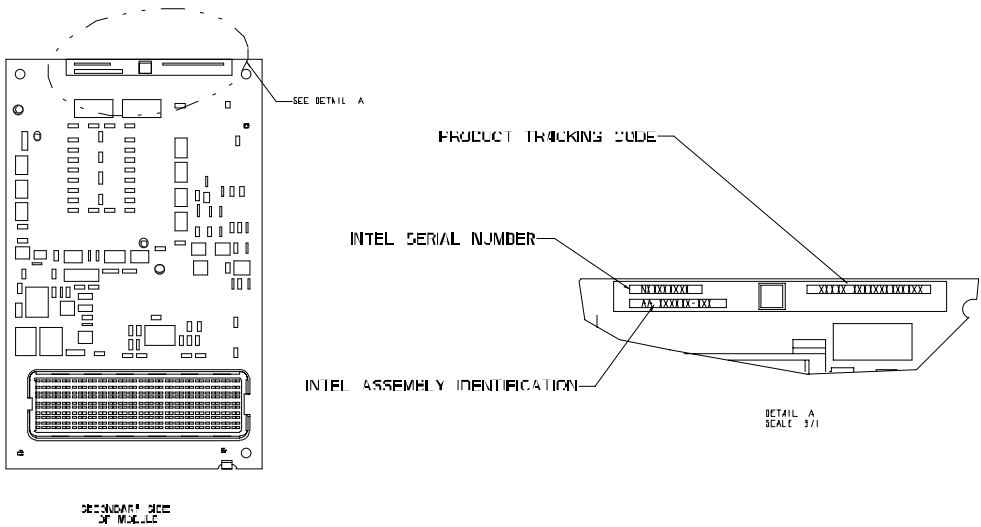 SEE DETAIL A
PRODUCT TRACKING CODE
INTEL SERIAL NUMBER
INTEL ASSEMBLY IDENTIFICATION
DETAIL A
SCALE 3/1
SECONDARY SIDE
OF MODULE